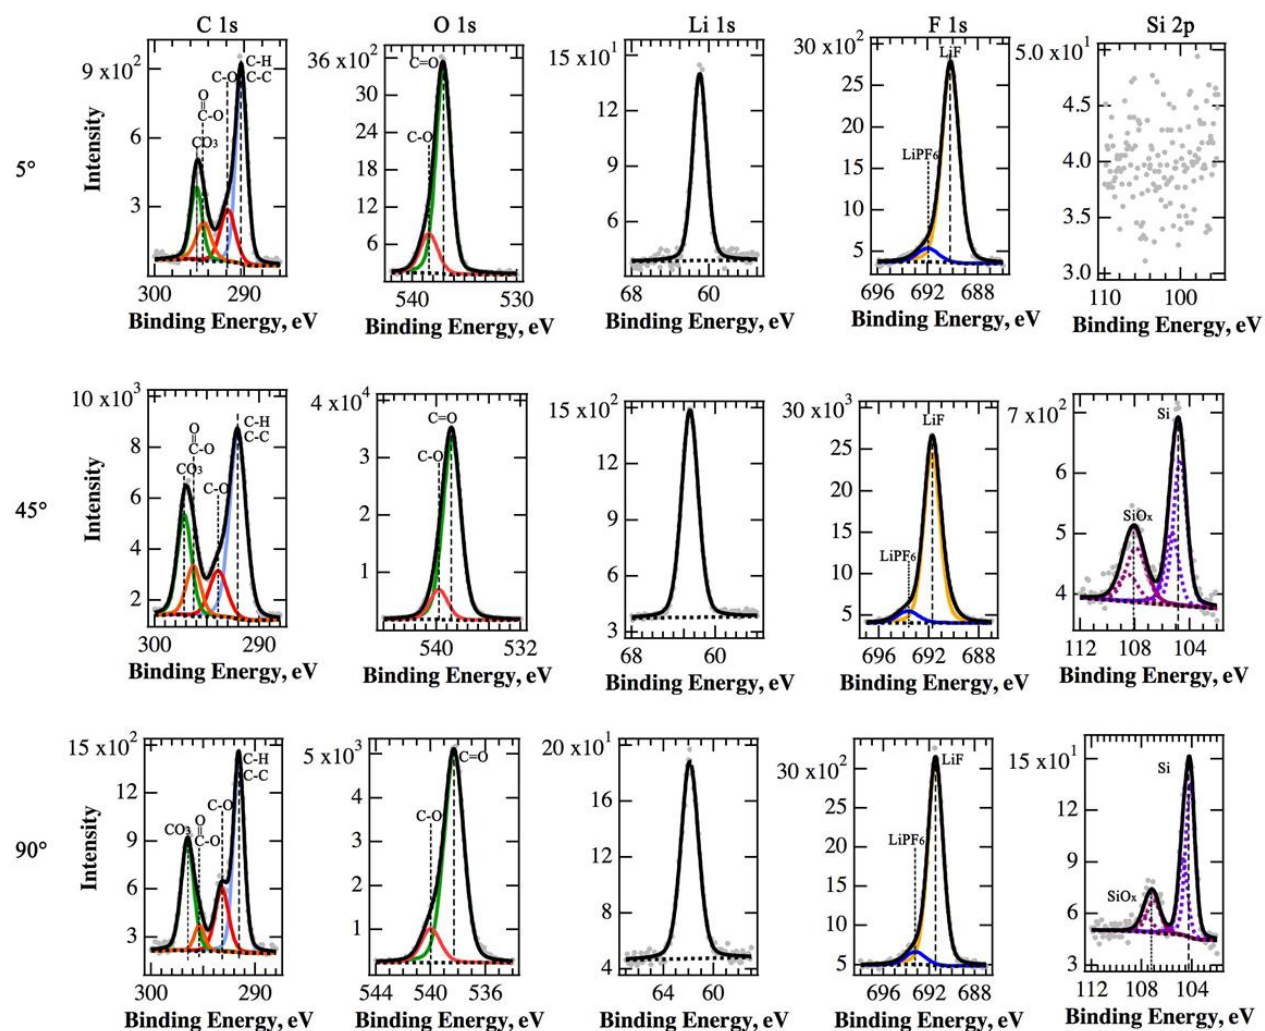 C 1s
O 1s
Li 1s
F 1s
Si 2p
5°
Intensity
9 x10²
6
3
300
290
Binding Energy, eV
CO₃
O
C-O
C-O
C-H
C-C
36 x10²
30
24
18
12
6
540
530
Binding Energy, eV
C=O
C-O
15 x10¹
12
9
6
68
60
Binding Energy, eV
30 x10²
25
20
15
10
5
696
692
688
Binding Energy, eV
LiF
LiPF₆
5.0 x10¹
4.5
4.0
3.5
3.0
110
100
Binding Energy, eV
45°
Intensity
10 x10³
8
6
4
2
300
290
Binding Energy, eV
CO₃
O
C-O
C-O
C-H
C-C
4 x10⁴
3
2
1
540
532
Binding Energy, eV
C=O
C-O
15 x10²
12
9
6
3
68
60
Binding Energy, eV
30 x10³
25
20
15
10
5
696
692
688
Binding Energy, eV
LiF
LiPF₆
7 x10²
5
4
112
108
104
Binding Energy, eV
Si
SiOₓ
90°
Intensity
15 x10²
12
9
6
3
300
290
Binding Energy, eV
CO₃
O
C-O
C-O
C-H
C-C
5 x10³
4
3
2
1
544
540
536
Binding Energy, eV
C=O
C-O
20 x10¹
16
12
8
4
64
60
Binding Energy, eV
30 x10²
25
20
15
10
5
696
692
688
Binding Energy, eV
LiF
LiPF₆
15 x10¹
12
9
6
3
112
108
104
Binding Energy, eV
Si
SiOₓ